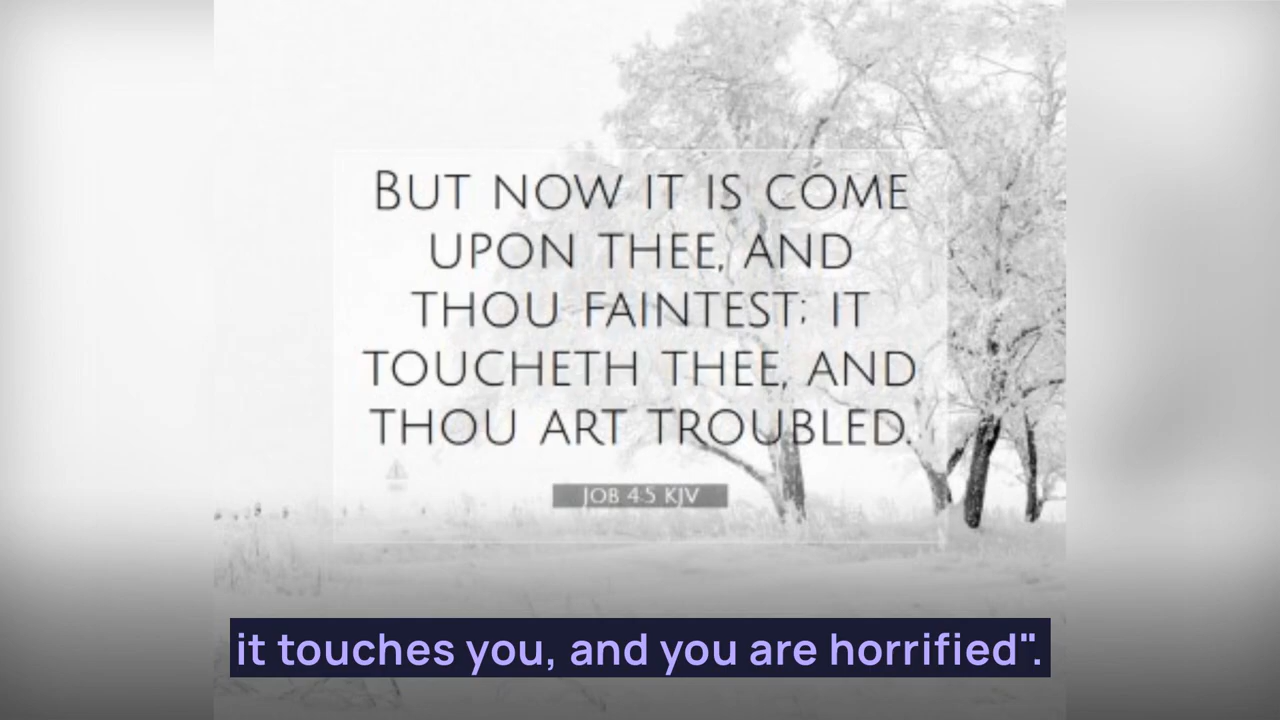 But now it is come
upon thee, and
thou faintest; it
toucheth thee, and
thou art troubled.
JOB 4:5 KJV
it touches you, and you are horrified".